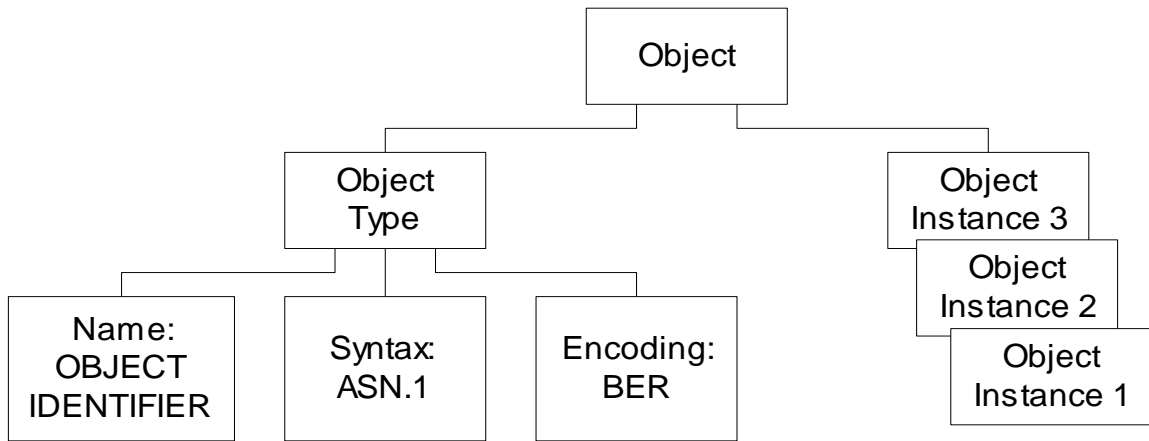 Object
Object
Type
Object
Instance 3
Object
Instance 2
Object
Instance 1
Name:
OBJECT
IDENTIFIER
Syntax:
ASN.1
Encoding:
BER